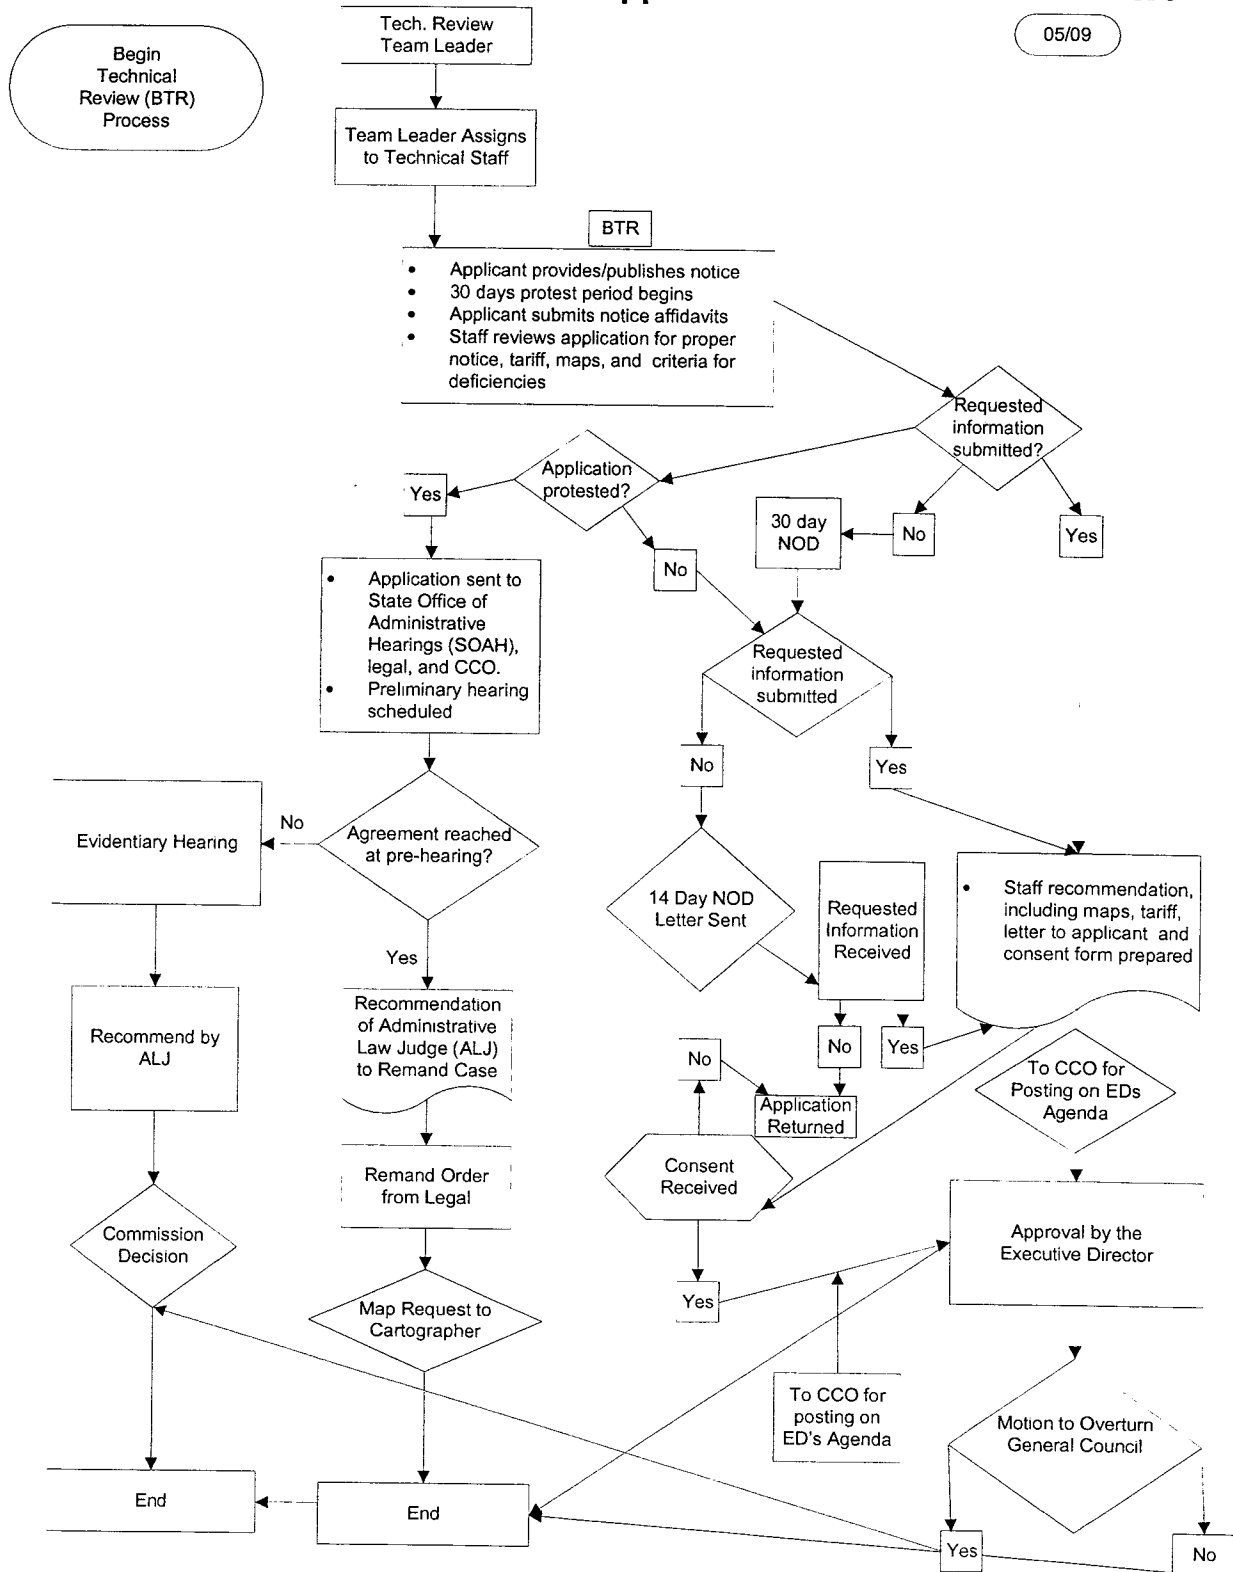 Begin
Technical
Review (BTR)
Process
Tech. Review
Team Leader
05/09
Team Leader Assigns
to Technical Staff
BTR
• Applicant provides/publishes notice
• 30 days protest period begins
• Applicant submits notice affidavits
• Staff reviews application for proper
notice, tariff, maps, and criteria for
deficiencies
Requested
information
submitted?
Application
protested?
Yes
No
30 day
NOD
No
Yes
• Application sent to
State Office of
Administrative
Hearings (SOAH),
legal, and CCO.
• Preliminary hearing
scheduled
Requested
information
submitted
No
Yes
Evidentiary Hearing
No
Agreement reached
at pre-hearing?
Yes
14 Day NOD
Letter Sent
Requested
Information
Received
• Staff recommendation,
including maps, tariff,
letter to applicant and
consent form prepared
Recommend by
ALJ
Recommendation
of Administrative
Law Judge (ALJ)
to Remand Case
No
No
Yes
Application
Returned
To CCO for
Posting on EDs
Agenda
Remand Order
from Legal
Consent
Received
Commission
Decision
Approval by the
Executive Director
Yes
Map Request to
Cartographer
To CCO for
posting on
ED's Agenda
Motion to Overturn
General Council
End
End
Yes
No